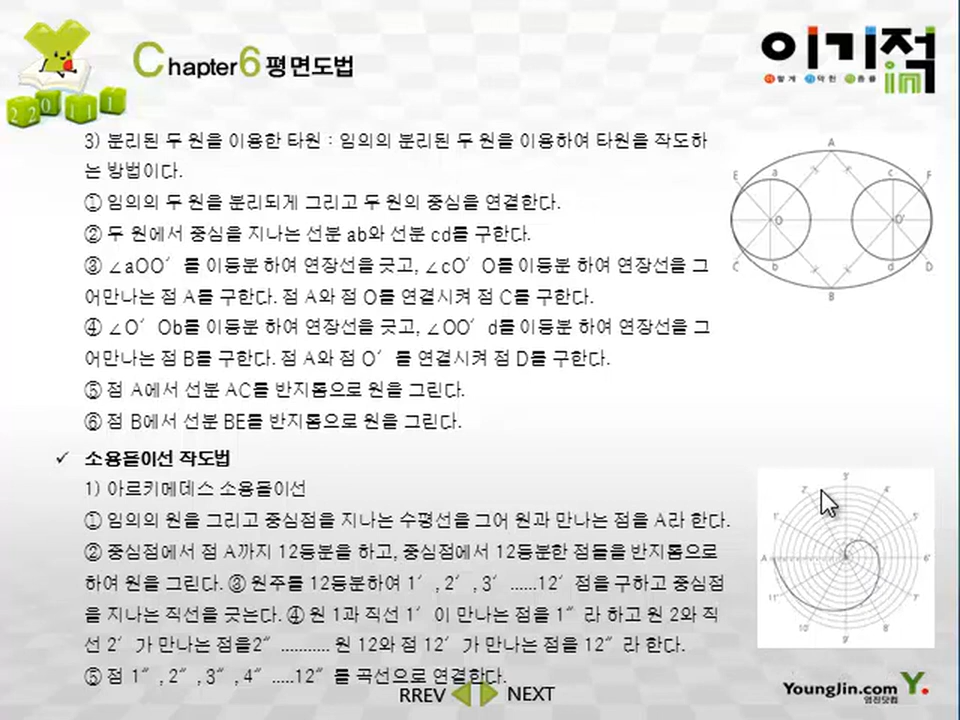 Chapter6 평면도법
이기적in
2011
3) 분리된 두 원을 이용한 타원 : 임의의 분리된 두 원을 이용하여 타원을 작도하
는 방법이다.
① 임의의 두 원을 분리되게 그리고 두 원의 중심을 연결한다.
② 두 원에서 중심을 지나는 선분 ab와 선분 cd를 구한다.
③ ∠aOO′를 이등분 하여 연장선을 긋고, ∠cO′O를 이등분 하여 연장선을 그
어만나는 점 A를 구한다. 점 A와 점 O를 연결시켜 점 C를 구한다.
④ ∠O′Ob를 이등분 하여 연장선을 긋고, ∠OO′d를 이등분 하여 연장선을 그
어만나는 점 B를 구한다. 점 A와 점 O′를 연결시켜 점 D를 구한다.
⑤ 점 A에서 선분 AC를 반지름으로 원을 그린다.
⑥ 점 B에서 선분 BE를 반지름으로 원을 그린다.
A
E a c F
O O'
C b d D
B
✓ 소용돌이선 작도법
1) 아르키메데스 소용돌이선
① 임의의 원을 그리고 중심점을 지나는 수평선을 그어 원과 만나는 점을 A라 한다.
② 중심점에서 점 A까지 12등분을 하고, 중심점에서 12등분한 점들을 반지름으로
하여 원을 그린다. ③ 원주를 12등분하여 1′, 2′, 3′......12′점을 구하고 중심점
을 지나는 직선을 긋는다. ④ 원 1과 직선 1′이 만나는 점을 1″라 하고 원 2와 직
선 2′가 만나는 점을2″........... 원 12와 점 12′가 만나는 점을 12″라 한다.
⑤ 점 1″, 2″, 3″, 4″.....12″를 곡선으로 연결한다.
3'
2' 4'
1' 5'
A 6'
11' 7'
10' 8'
9'
RREV NEXT
YoungJin.com Y.
영진닷컴